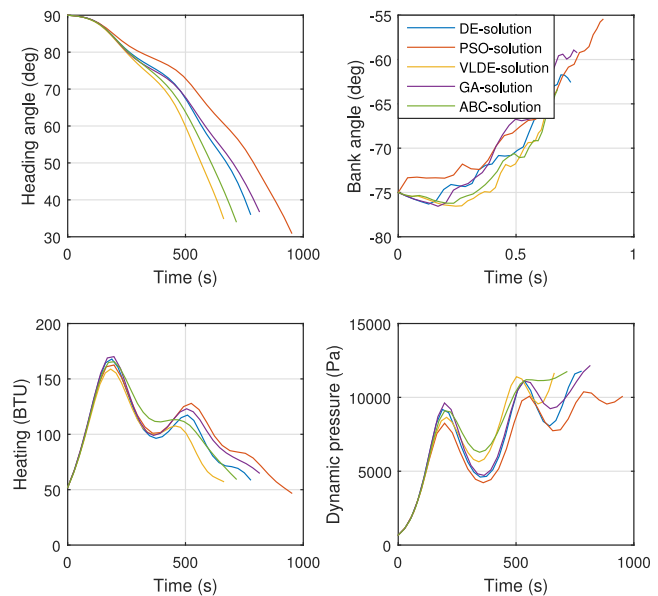 90
80
70
60
50
40
30
0
500
1000
Heading angle (deg)
Time (s)
-55
-60
-65
-70
-75
-80
0
0.5
1
Bank angle (deg)
Time (s)
DE-solution
PSO-solution
VLDE-solution
GA-solution
ABC-solution
200
150
100
50
0
0
500
1000
Heating (BTU)
Time (s)
15000
10000
5000
0
0
500
1000
Dynamic pressure (Pa)
Time (s)